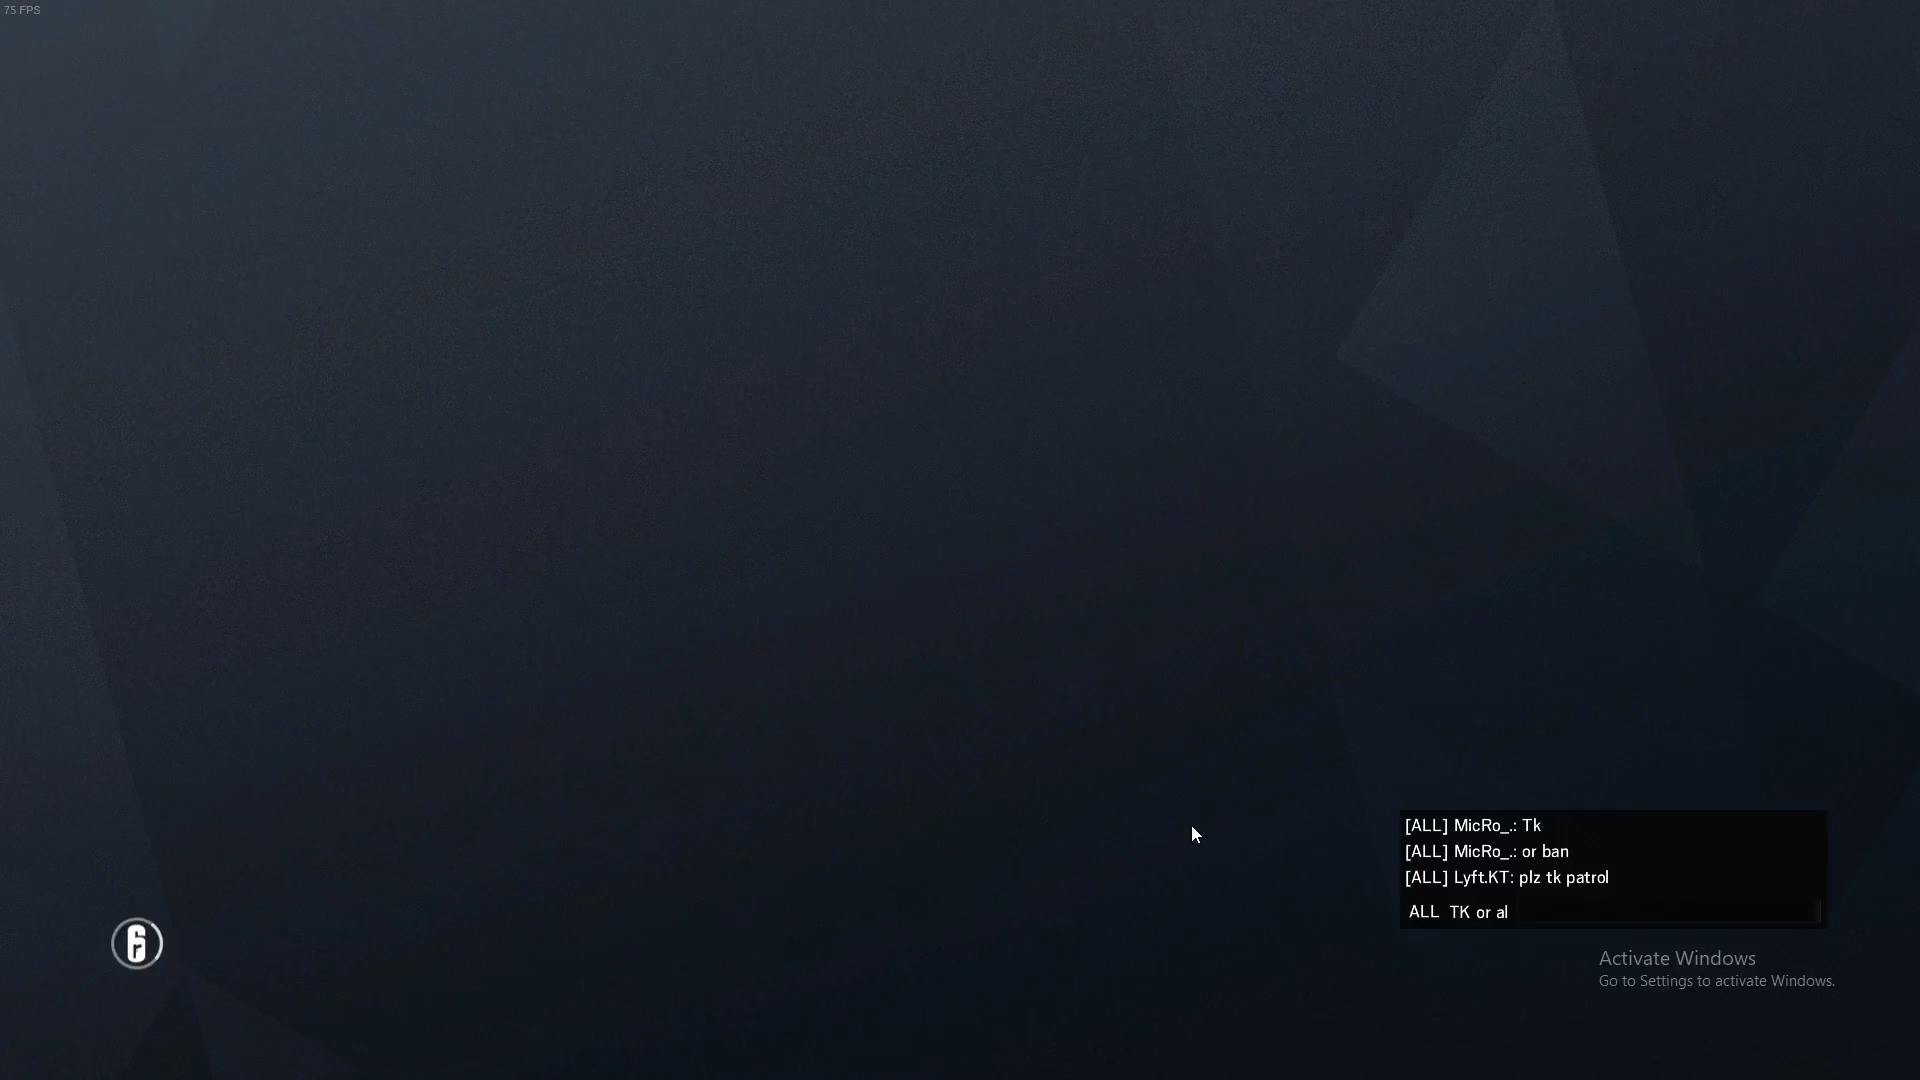 75 FPS
[ALL] MicRo_.: Tk
[ALL] MicRo_.: or ban
[ALL] Lyft.KT: plz tk patrol
ALL TK or al
6
Activate Windows
Go to Settings to activate Windows.